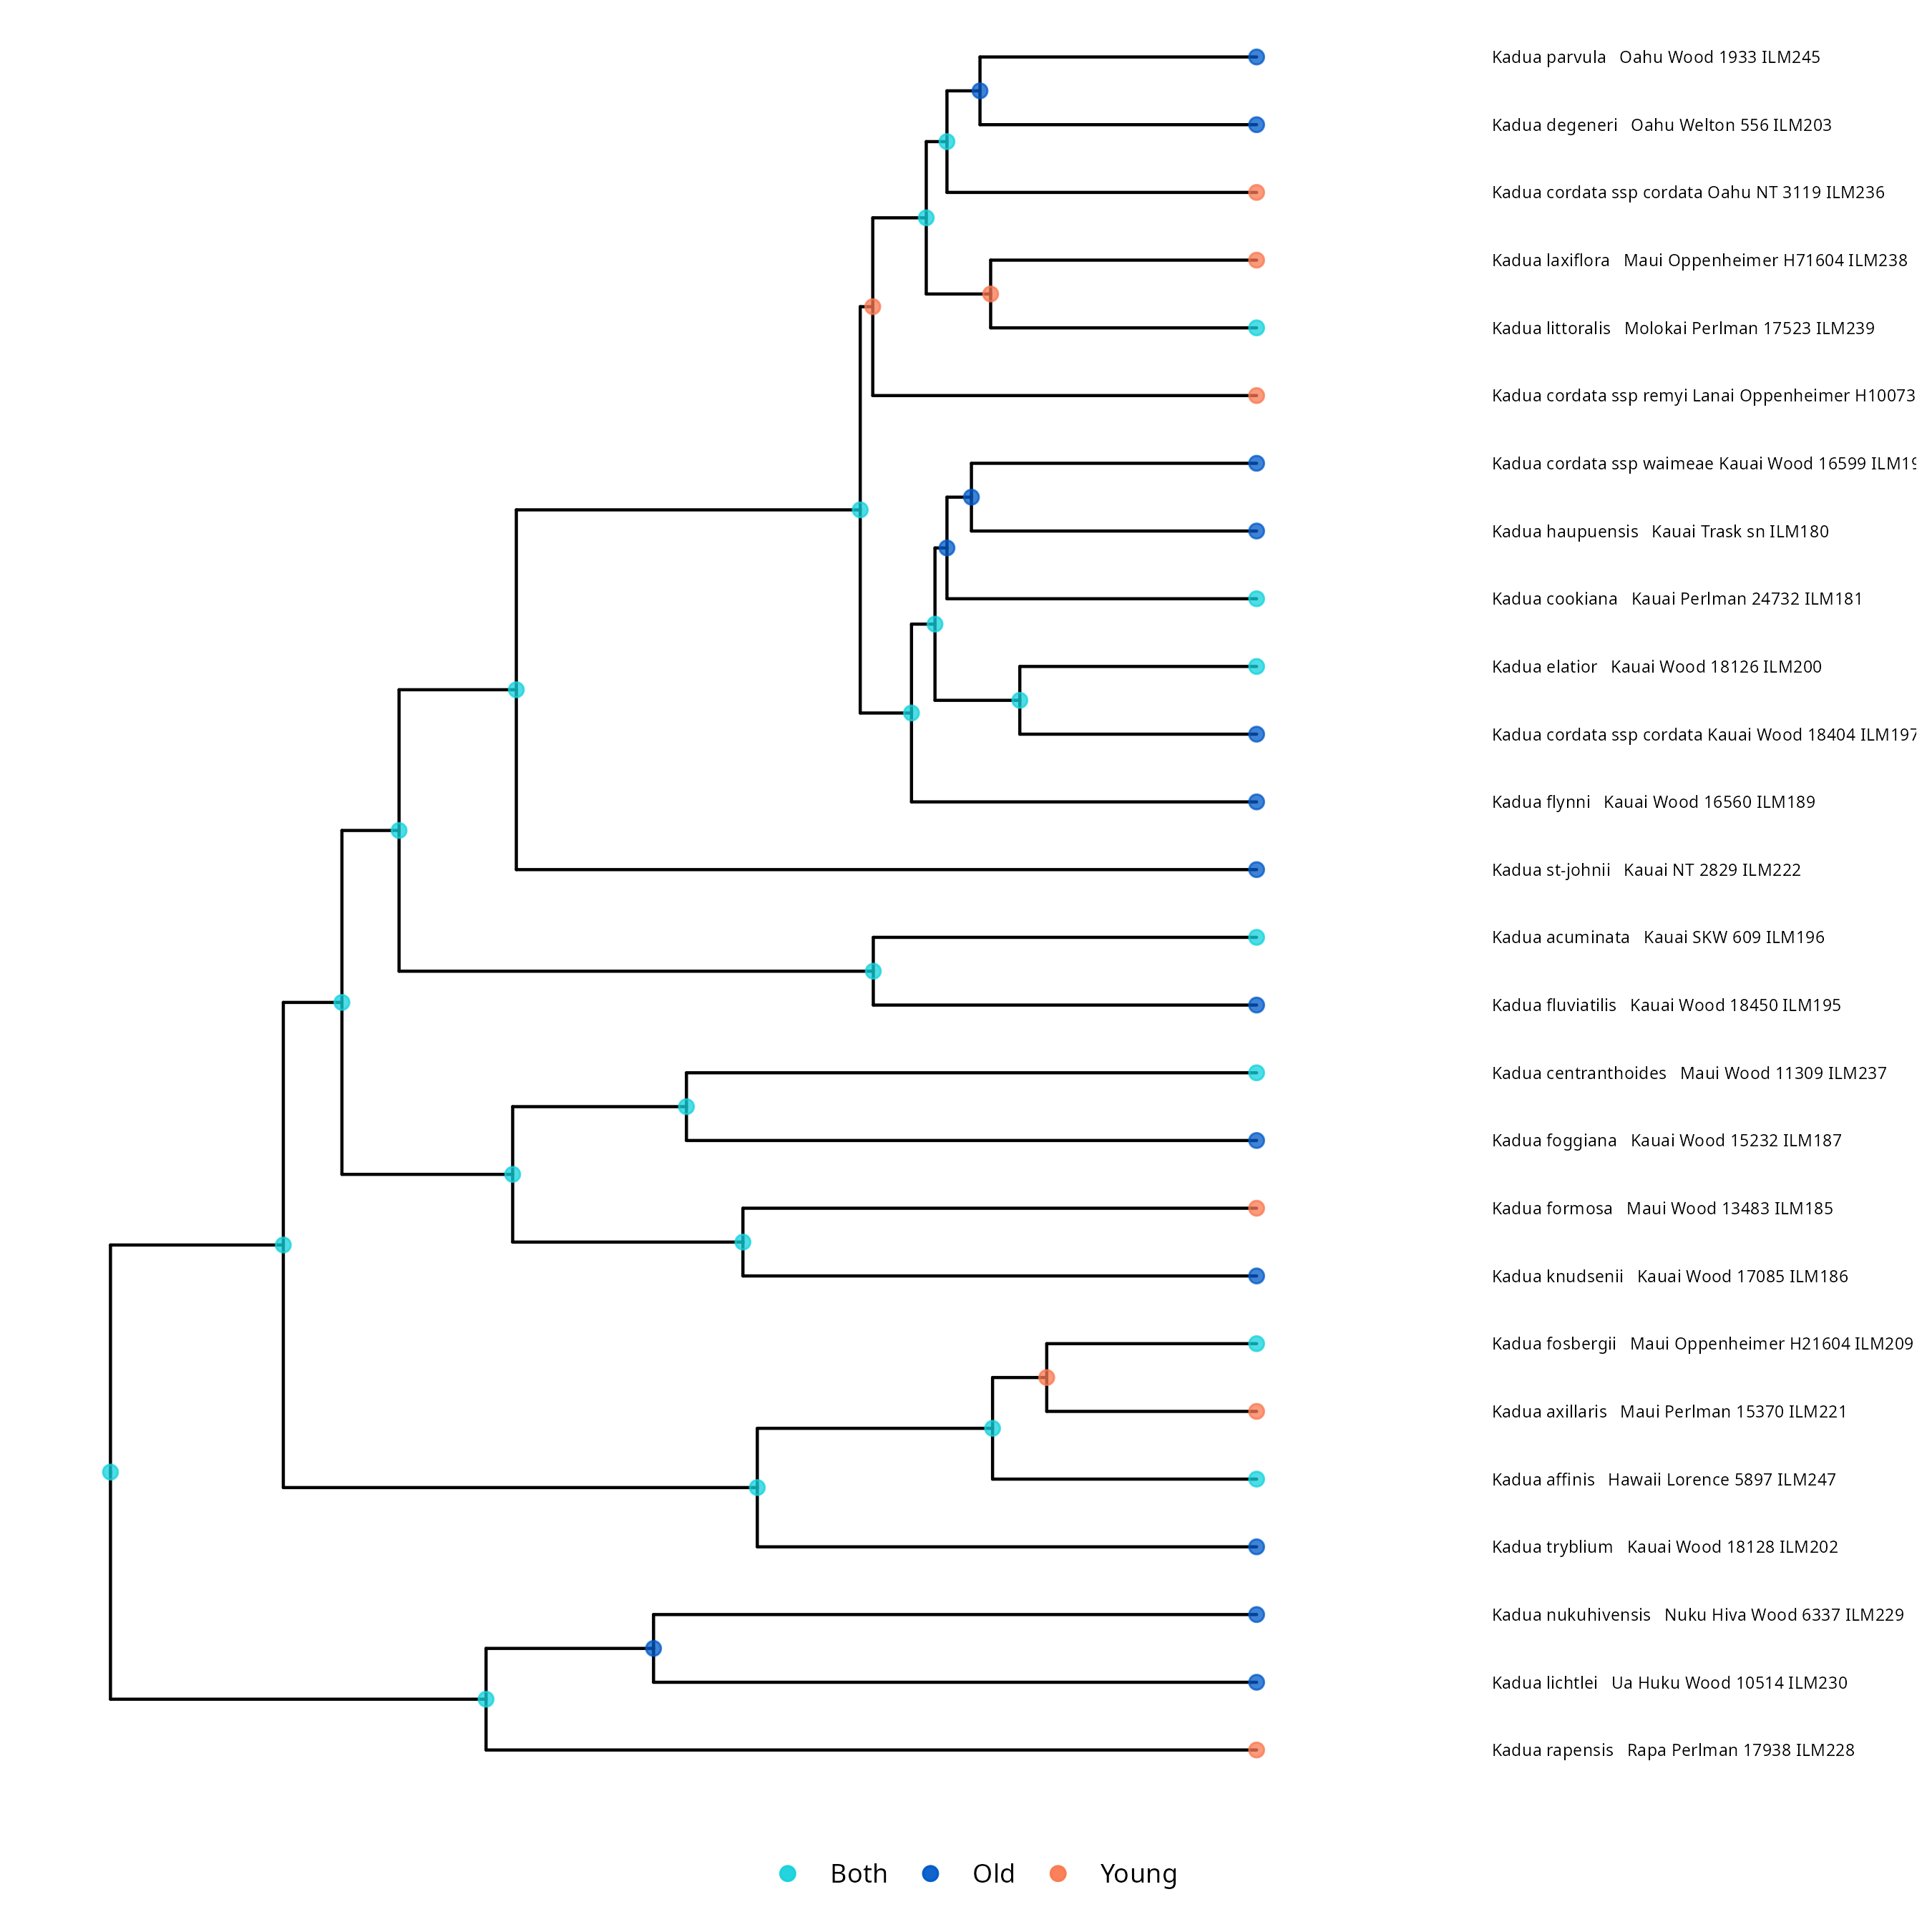 Kadua parvula Oahu Wood 1933 ILM245
Kadua degeneri Oahu Welton 556 ILM203
Kadua cordata ssp cordata Oahu NT 3119 ILM236
Kadua laxiflora Maui Oppenheimer H71604 ILM238
Kadua littoralis Molokai Perlman 17523 ILM239
Kadua cordata ssp remyi Lanai Oppenheimer H10073
Kadua cordata ssp waimeae Kauai Wood 16599
Kadua haupuensis Kauai Trask sn ILM180
Kadua cookiana Kauai Perlman 24732 ILM181
Kadua elatior Kauai Wood 18126 ILM200
Kadua cordata ssp cordata Kauai Wood 18404 ILM197
Kadua flynni Kauai Wood 16560 ILM189
Kadua st-johnii Kauai NT 2829 ILM222
Kadua acuminata Kauai SKW 609 ILM196
Kadua fluviatilis Kauai Wood 18450 ILM195
Kadua centranthoides Maui Wood 11309 ILM237
Kadua foggiana Kauai Wood 15232 ILM187
Kadua formosa Maui Wood 13483 ILM185
Kadua knudsenii Kauai Wood 17085 ILM186
Kadua fosbergii Maui Oppenheimer H21604 ILM209
Kadua axillaris Maui Perlman 15370 ILM221
Kadua affinis Hawaii Lorence 5897 ILM247
Kadua tryblium Kauai Wood 18128 ILM202
Kadua nukuhivensis Nuku Hiva Wood 6337 ILM229
Kadua lichtlei Ua Huku Wood 10514 ILM230
Kadua rapensis Rapa Perlman 17938 ILM228
Both Old Young